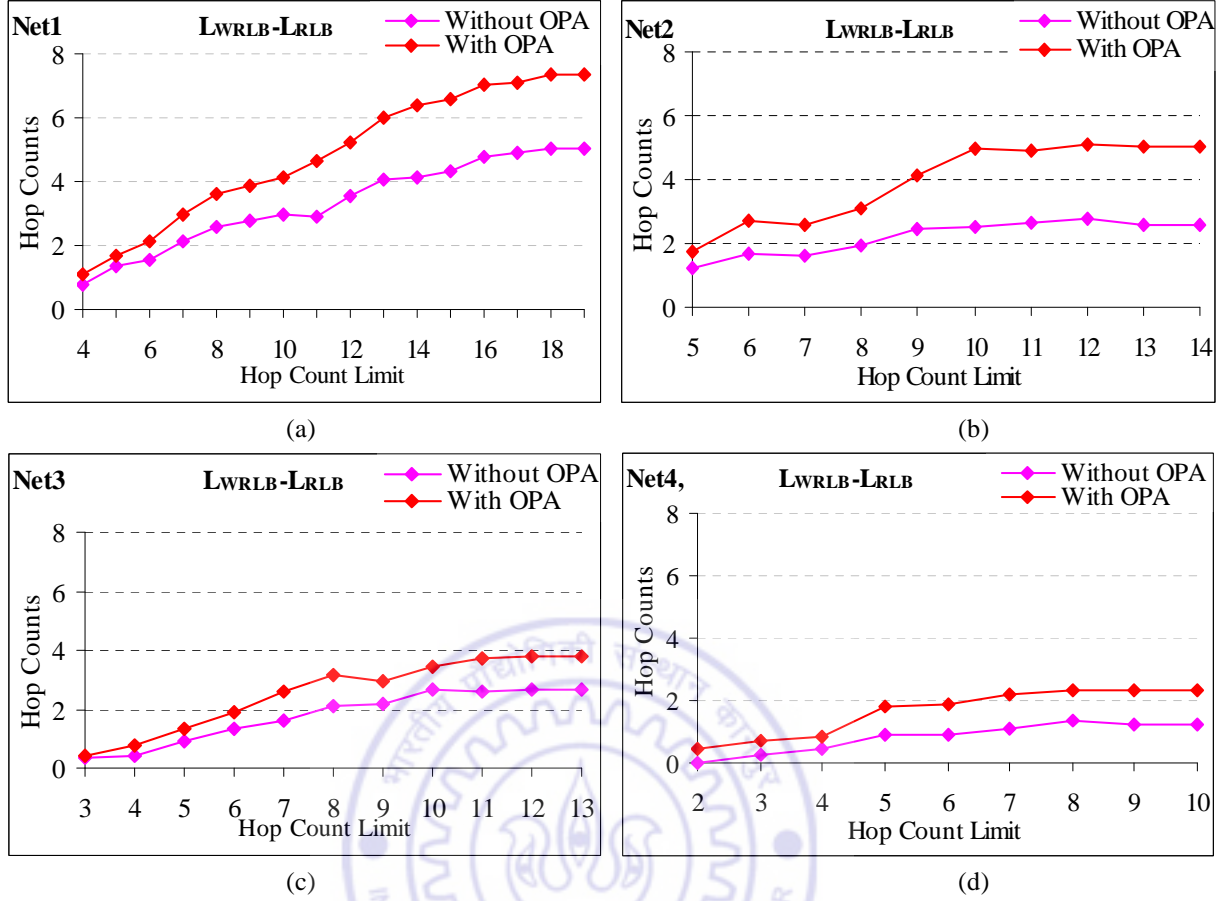 Net1 LWRLB-LRLB Without OPA
With OPA
Hop Counts
8
6
4
2
0
4 6 8 10 12 14 16 18
Hop Count Limit
(a)
Net2 LWRLB-LRLB Without OPA
With OPA
Hop Counts
8
6
4
2
0
5 6 7 8 9 10 11 12 13 14
Hop Count Limit
(b)
Net3 LWRLB-LRLB Without OPA
With OPA
Hop Counts
8
6
4
2
0
3 4 5 6 7 8 9 10 11 12 13
Hop Count Limit
(c)
Net4, LWRLB-LRLB Without OPA
With OPA
Hop Counts
8
6
4
2
0
2 3 4 5 6 7 8 9 10
Hop Count Limit
(d)
भारतीय प्रौद्योगिकी संस्थान कानपुर